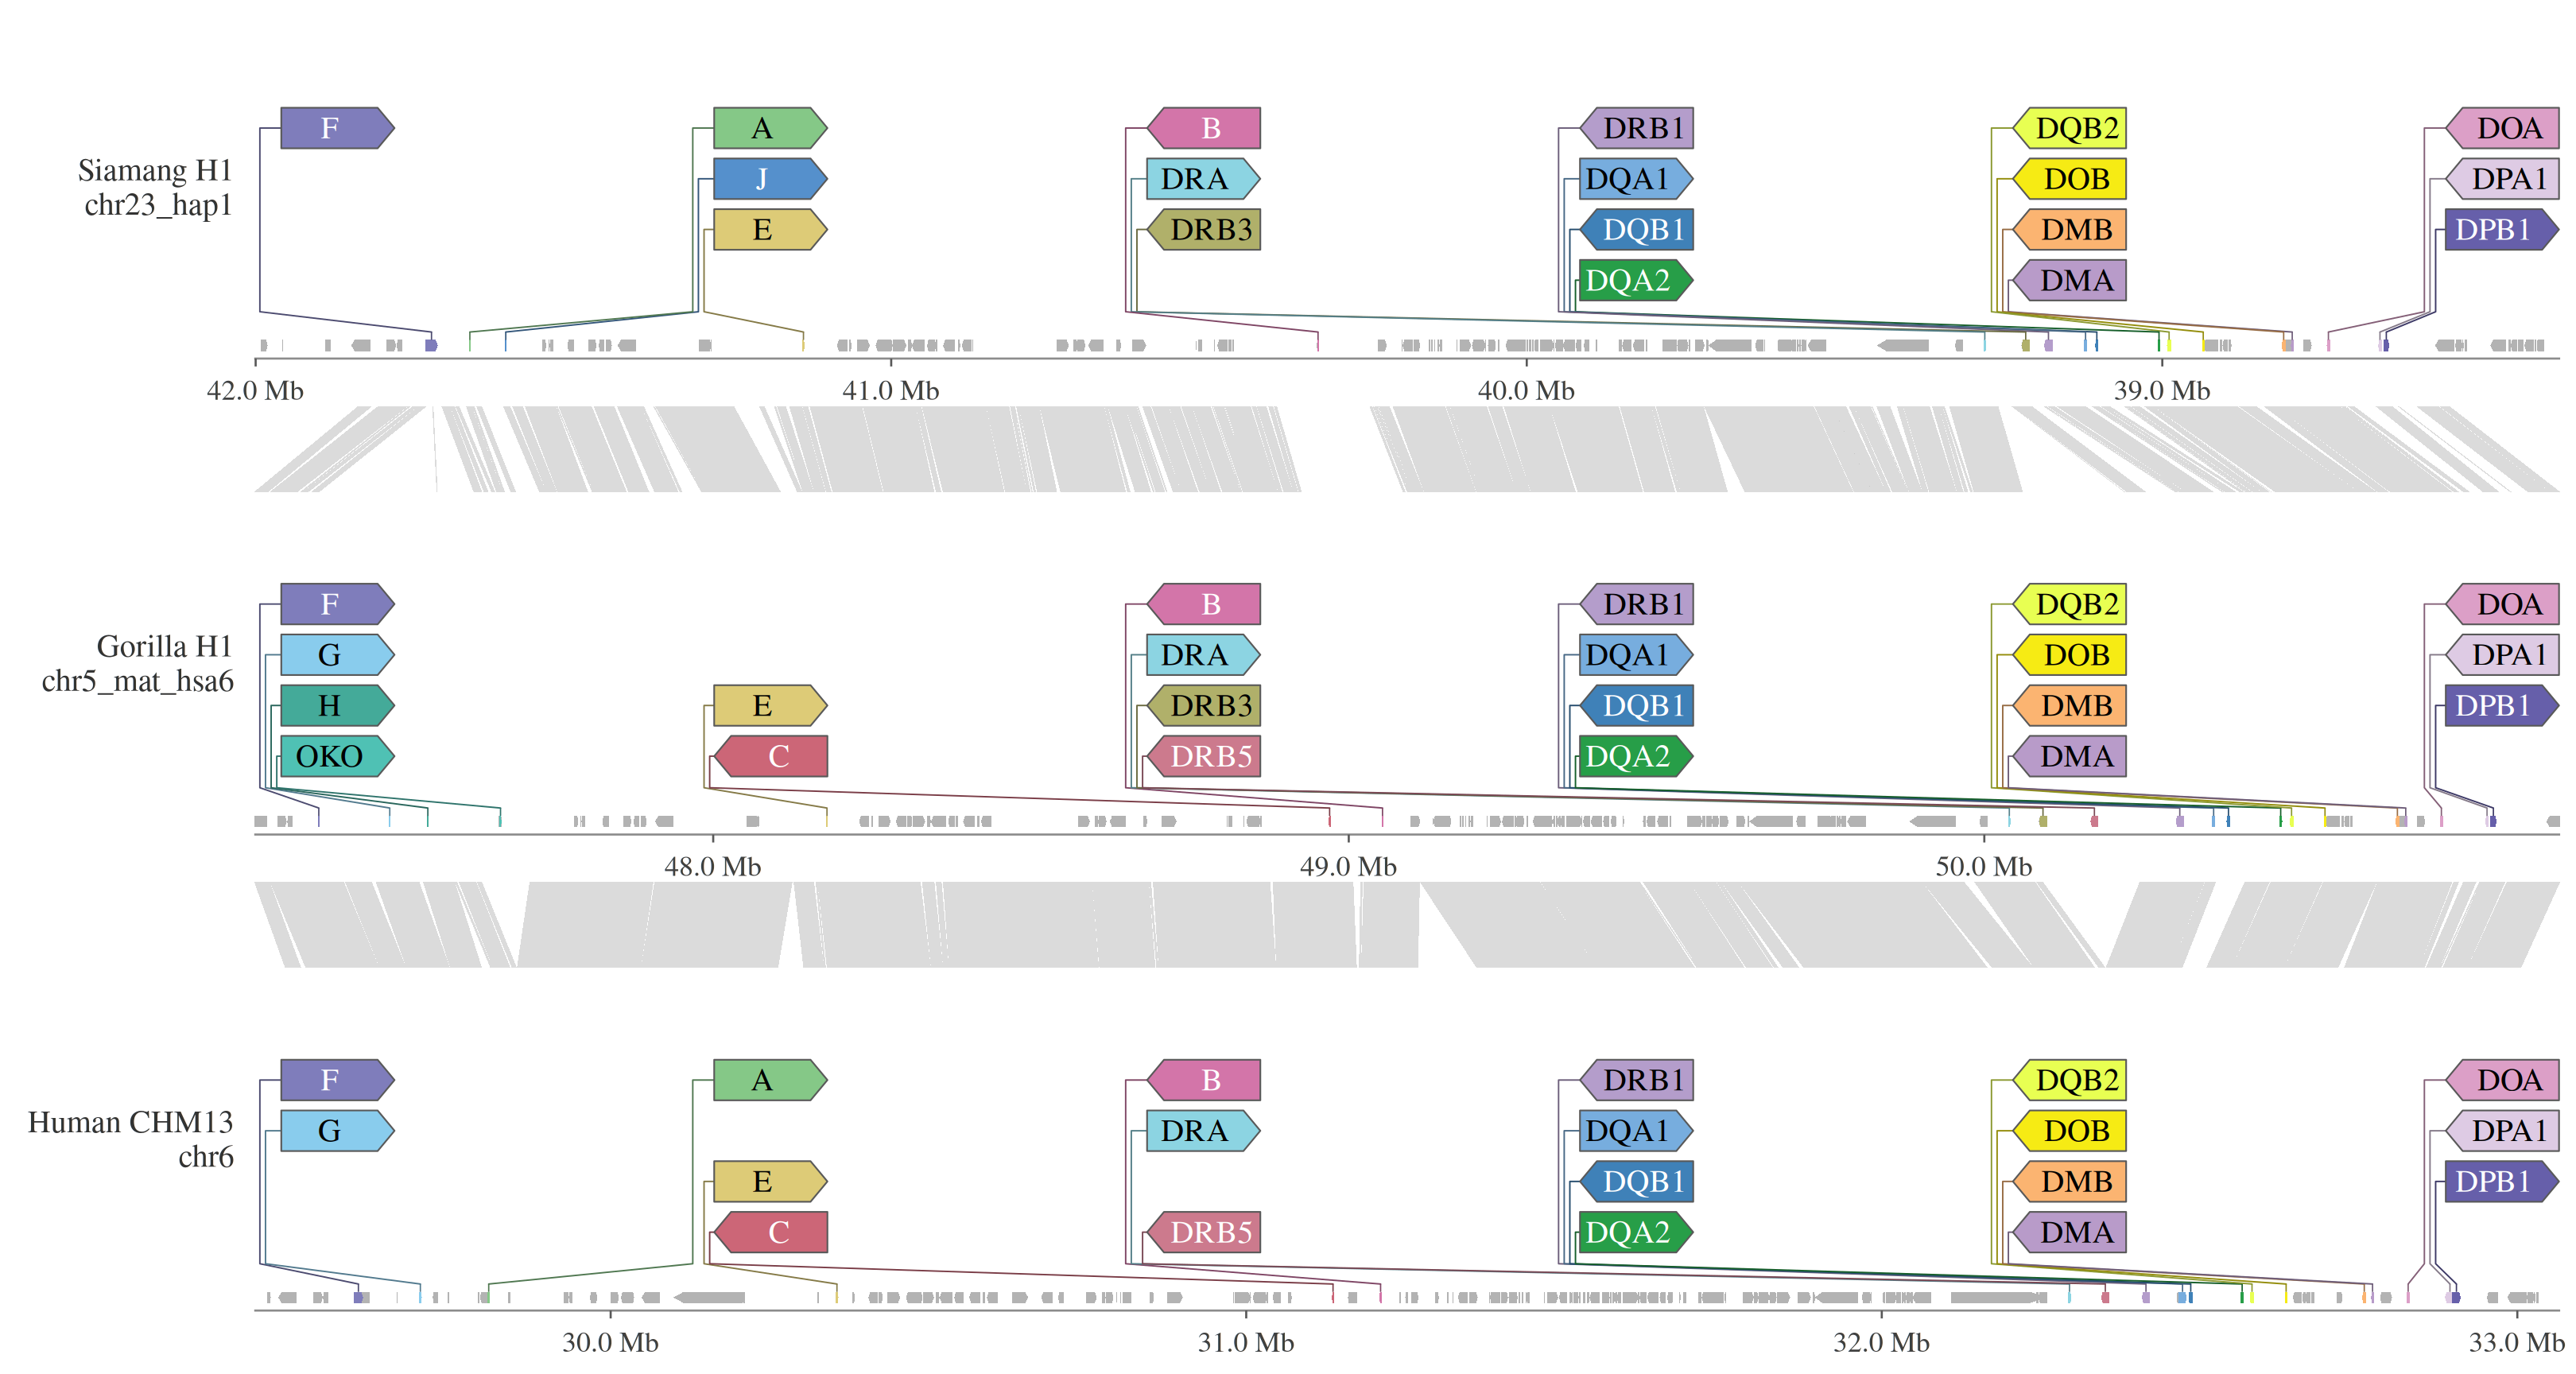 F
A
B
DRB1
DQB2
DOA
Siamang H1
chr23_hap1
J
DRA
DQA1
DOB
DPA1
E
DRB3
DQB1
DMB
DPB1
DQA2
DMA
42.0 Mb
41.0 Mb
40.0 Mb
39.0 Mb
F
B
DRB1
DQB2
DOA
Gorilla H1
chr5_mat_hsa6
G
DRA
DQA1
DOB
DPA1
H
E
DRB3
DQB1
DMB
DPB1
OKO
C
DRB5
DQA2
DMA
48.0 Mb
49.0 Mb
50.0 Mb
F
A
B
DRB1
DQB2
DOA
Human CHM13
chr6
G
DRA
DQA1
DOB
DPA1
E
DQB1
DMB
DPB1
C
DRB5
DQA2
DMA
30.0 Mb
31.0 Mb
32.0 Mb
33.0 Mb